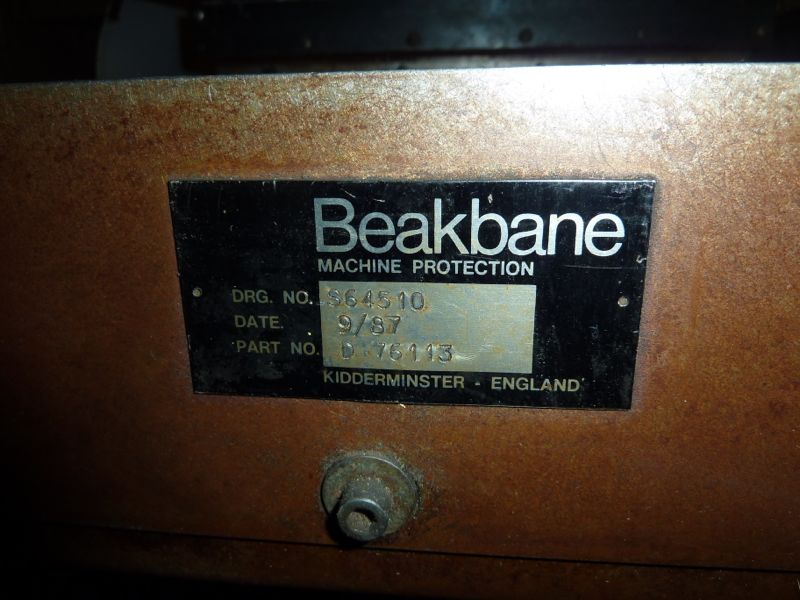 Beakbane
MACHINE PROTECTION
DRG. NO. S64510
DATE. 9/87
PART NO. D 76113
KIDDERMINSTER - ENGLAND